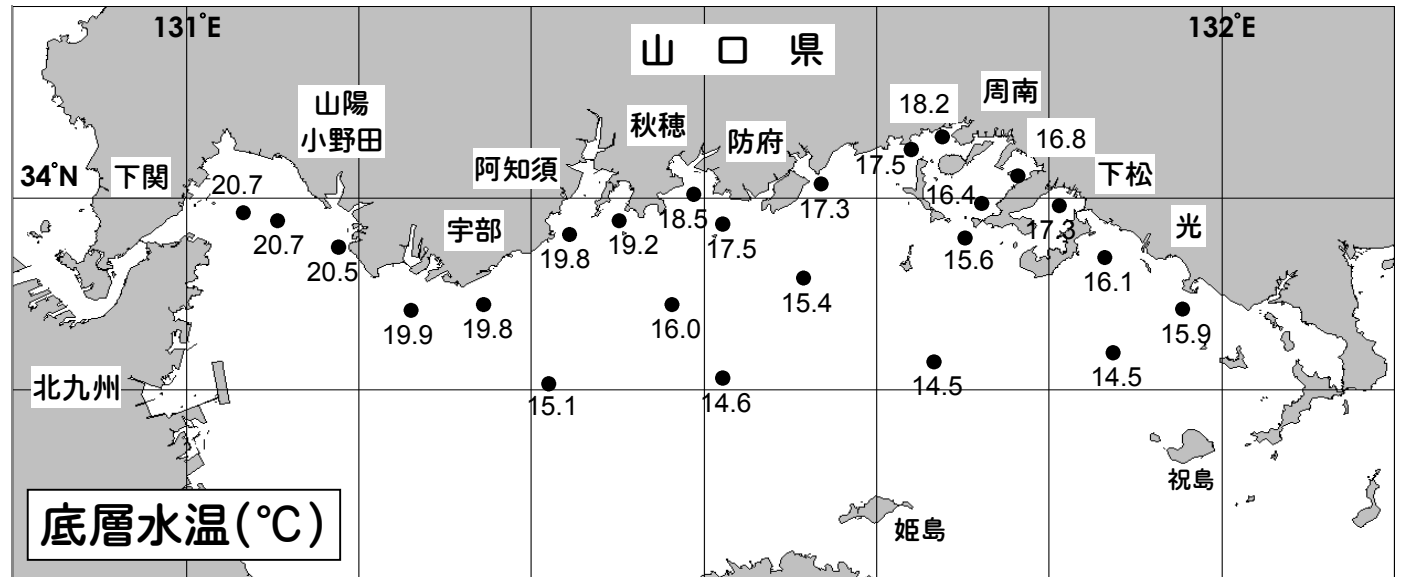 131°E
132°E
山口県
山陽
小野田
秋穂
防府
18.2
周南
16.8
34°N
下関
20.7
阿知須
17.5
下松
16.4
17.3
20.7
20.5
宇部
19.8
19.2
18.5
17.5
15.6
17.3
光
15.4
16.1
19.9
19.8
16.0
15.9
北九州
15.1
14.6
14.5
14.5
祝島
底層水温(℃)
姫島